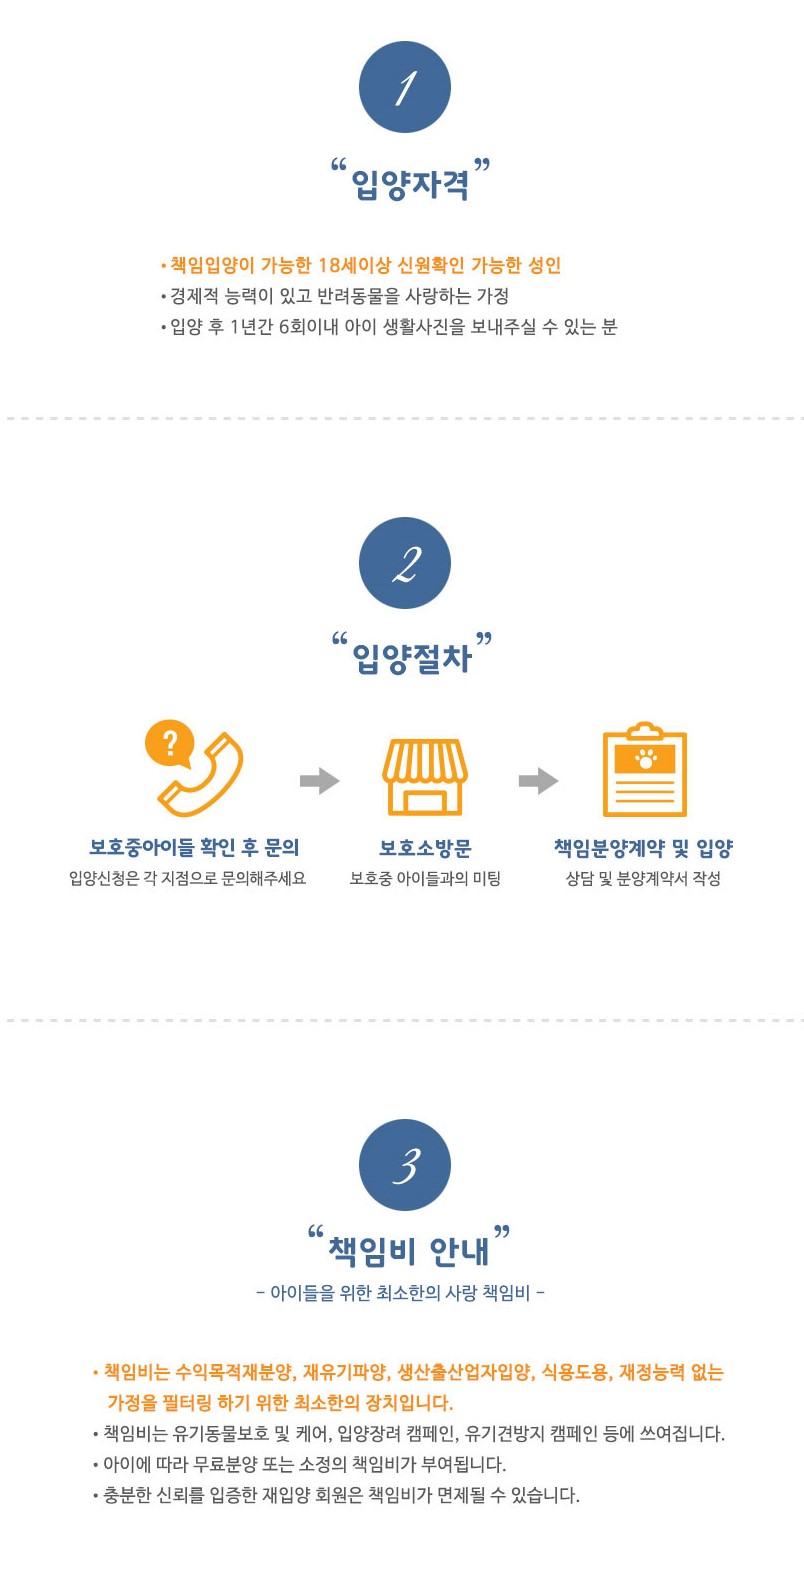 1
“입양자격”
• 책임입양이 가능한 18세이상 신원확인 가능한 성인
• 경제적 능력이 있고 반려동물을 사랑하는 가정
• 입양 후 1년간 6회이내 아이 생활사진을 보내주실 수 있는 분
2
“입양절차”
?
보호중아이들 확인 후 문의
입양신청은 각 지점으로 문의해주세요
보호소방문
보호중 아이들과의 미팅
책임분양계약 및 입양
상담 및 분양계약서 작성
3
“책임비 안내”
- 아이들을 위한 최소한의 사랑 책임비 -
• 책임비는 수익목적재분양, 재유기파양, 생산출산업자입양, 식용도용, 재정능력 없는
가정을 필터링 하기 위한 최소한의 장치입니다.
• 책임비는 유기동물보호 및 케어, 입양장려 캠페인, 유기견방지 캠페인 등에 쓰여집니다.
• 아이에 따라 무료분양 또는 소정의 책임비가 부여됩니다.
• 충분한 신뢰를 입증한 재입양 회원은 책임비가 면제될 수 있습니다.